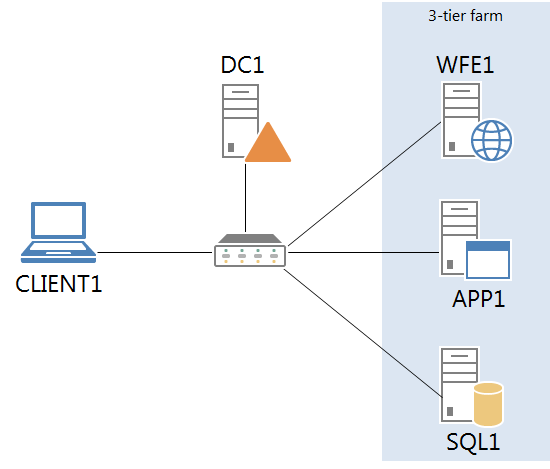 3-tier farm
DC1
WFE1
CLIENT1
APP1
SQL1